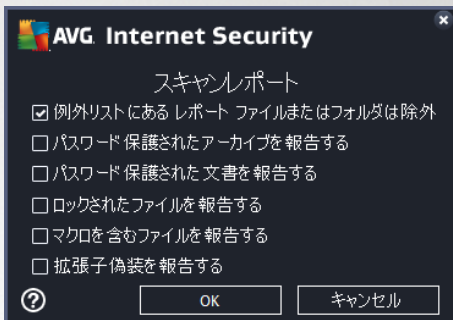 AVG. Internet Security
スキャンレポート
例外リストにある レポート ファイルまたはフォルダは除外
パスワード保護されたアーカイブを報告する
パスワード保護された文書を報告する
ロックされたファイルを報告する
マクロを含むファイルを報告する
拡張子偽装を報告する
?
OK
キャンセル